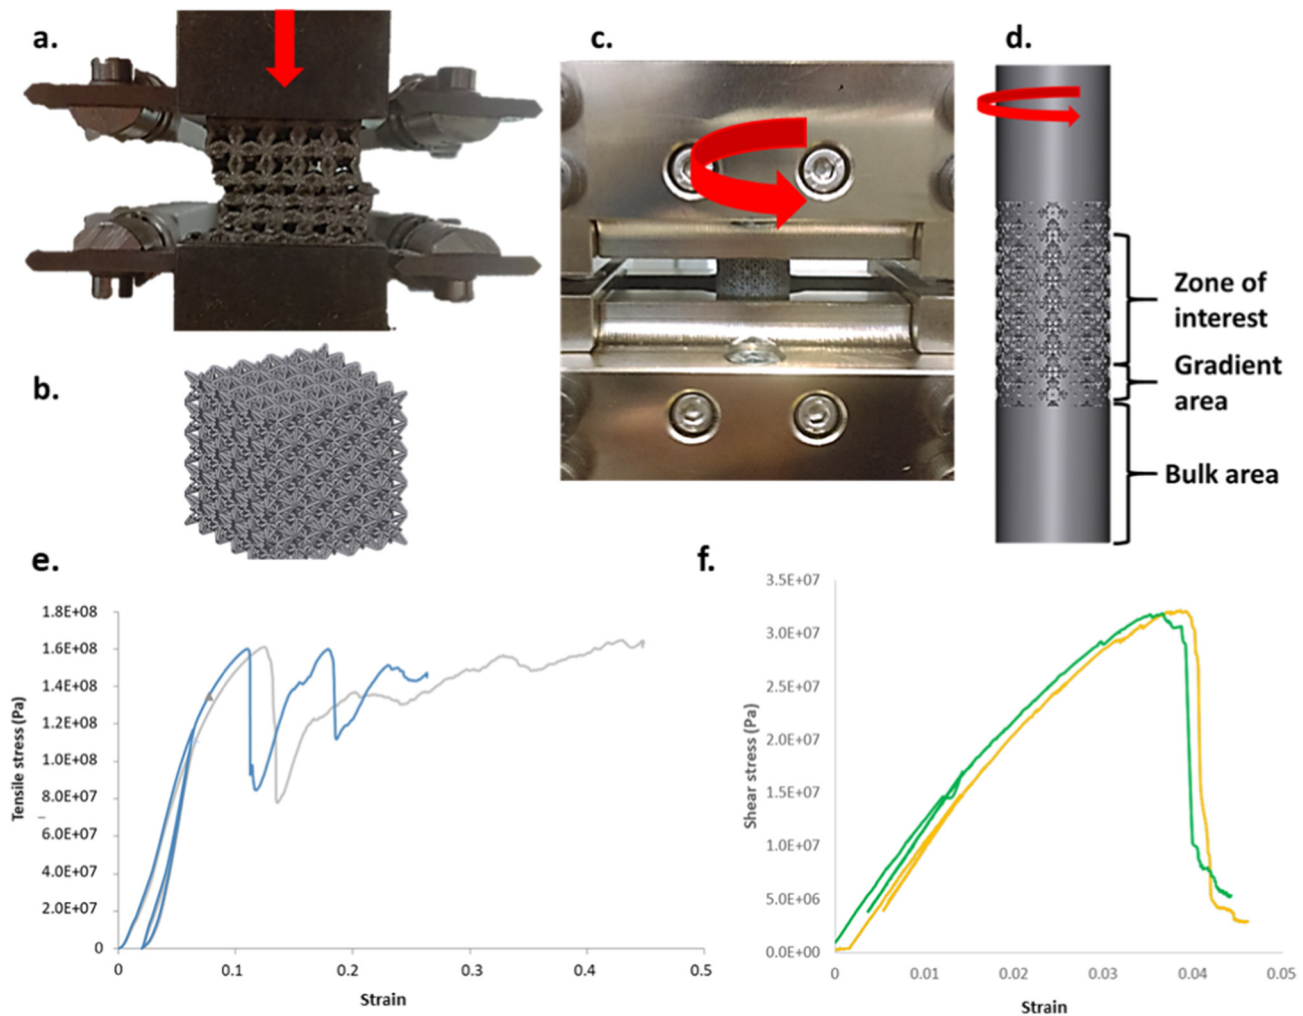 a.
c.
d.
b.
Zone of
interest
Gradient
area
Bulk area
e.
f.
1.8E+08
1.6E+08
1.4E+08
1.2E+08
1.0E+08
8.0E+07
6.0E+07
4.0E+07
2.0E+07
0
Tensile stress (Pa)
0
0.1
0.2
0.3
0.4
0.5
Strain
3.5E+07
3.0E+07
2.5E+07
2.0E+07
1.5E+07
1.0E+07
5.0E+06
0.0E+00
Shear stress (Pa)
0
0.01
0.02
0.03
0.04
0.05
Strain